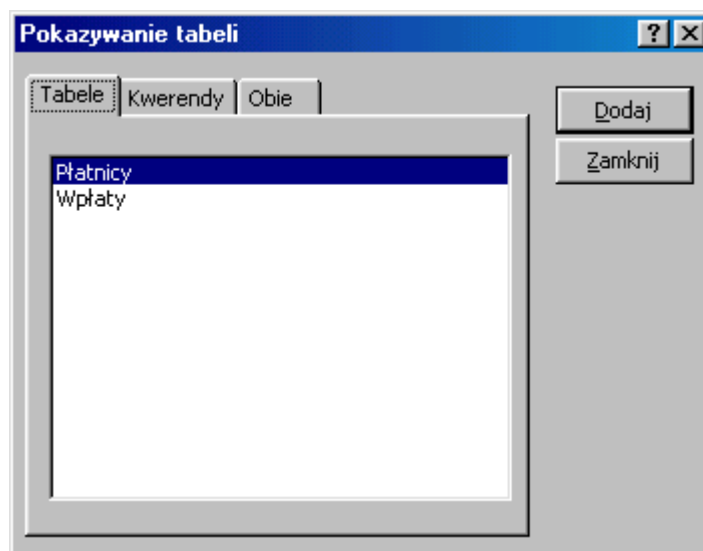 Pokazywanie tabeli
Tabele Kwerendy Obie
Płatnicy
Wpłaty
Dodaj
Zamknij